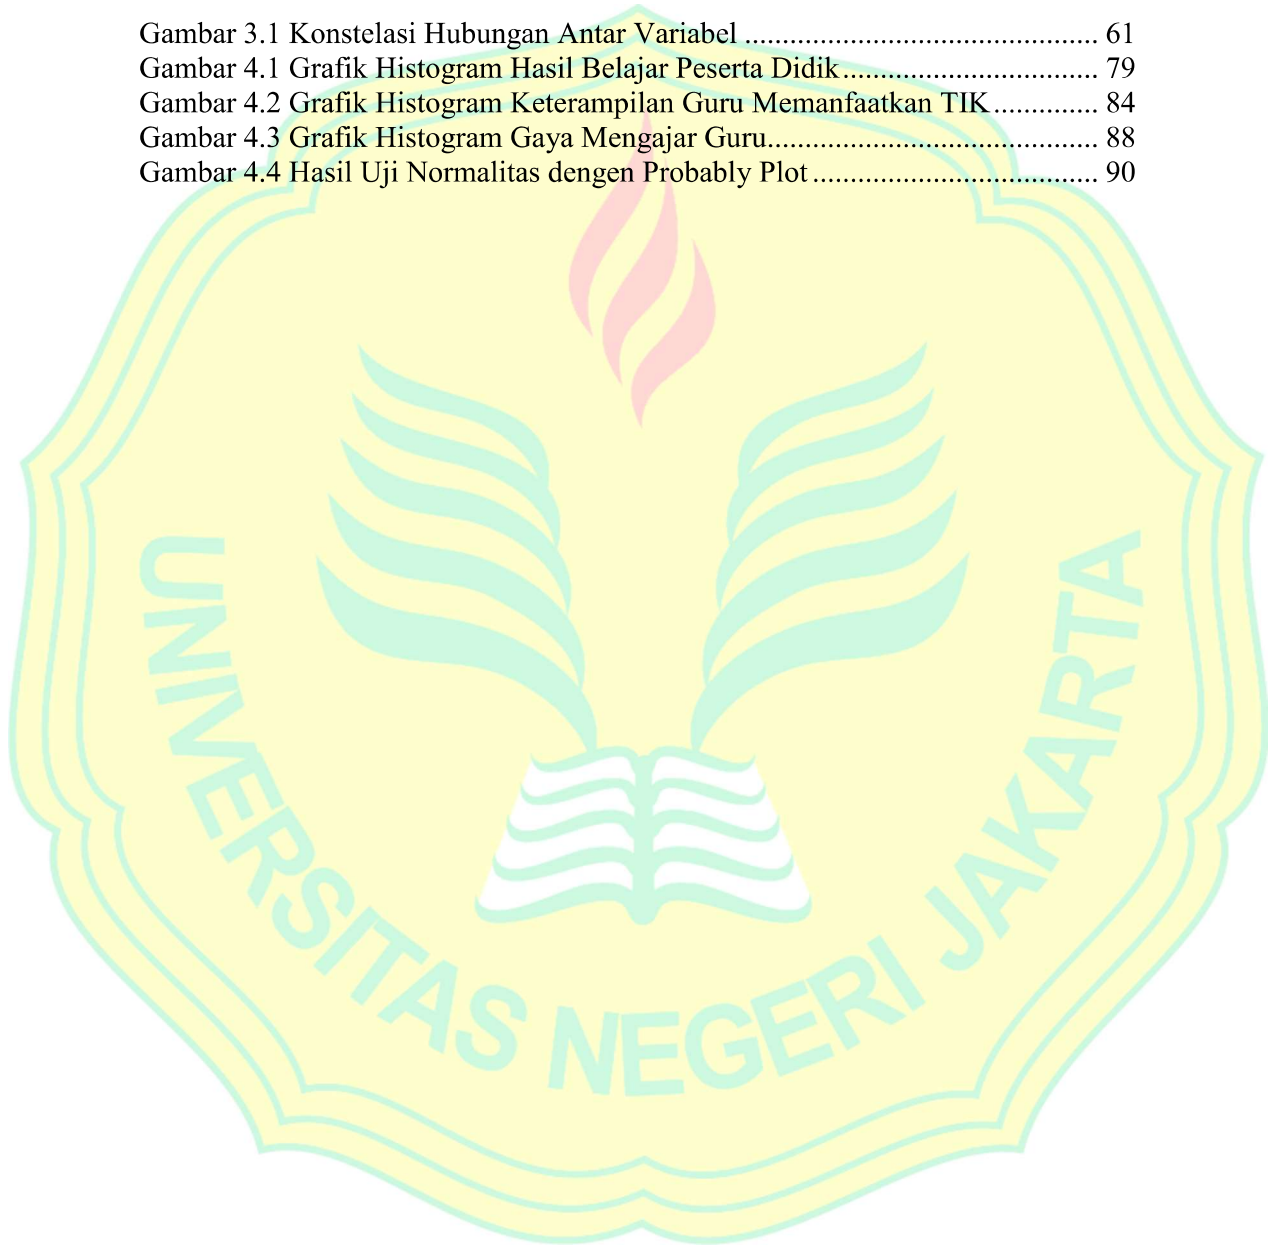 Gambar 3.1 Konstelasi Hubungan Antar Variabel .............................................. 61
Gambar 4.1 Grafik Histogram Hasil Belajar Peserta Didik................................. 79
Gambar 4.2 Grafik Histogram Keterampilan Guru Memanfaatkan TIK............. 84
Gambar 4.3 Grafik Histogram Gaya Mengajar Guru........................................... 88
Gambar 4.4 Hasil Uji Normalitas dengen Probably Plot ..................................... 90
UNIVERSITAS NEGERI JAKARTA